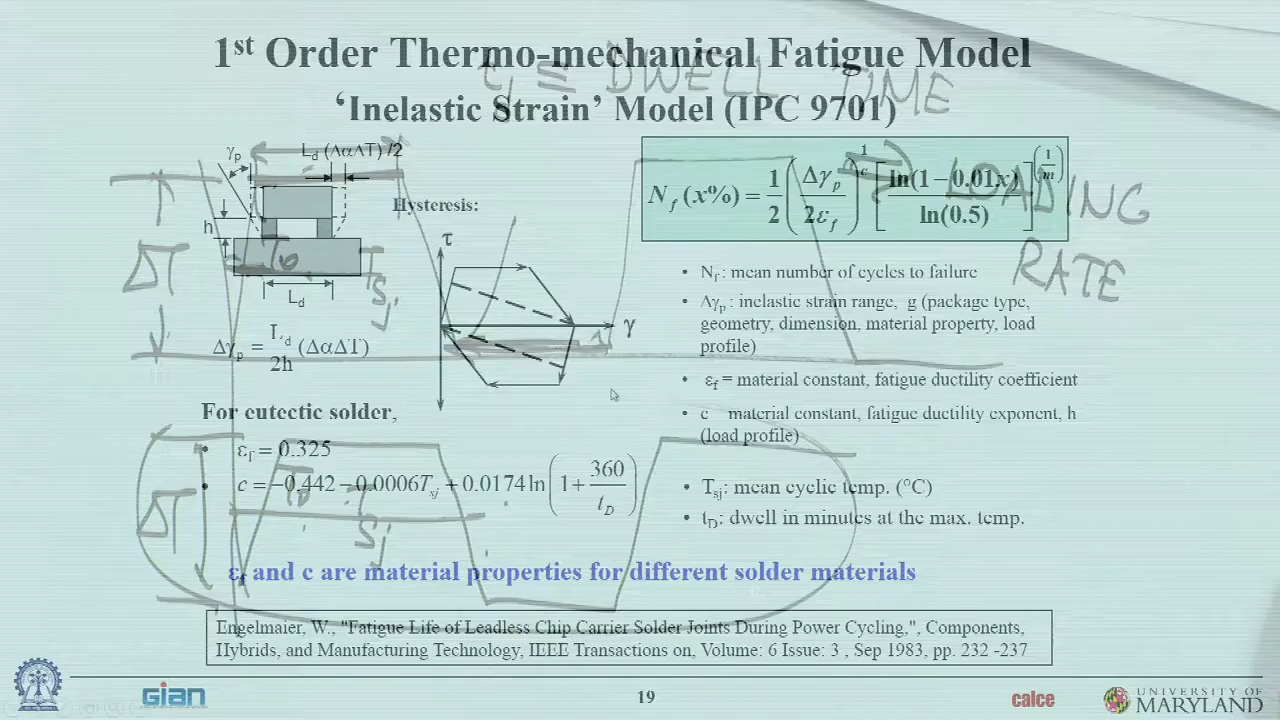 1st Order Thermo-mechanical Fatigue Model
τ_f ≡ DWELL TIME
'Inelastic Strain' Model (IPC 9701)
γp
Ld (ΔαΔT)/2
h
Ld
Hysteresis:
τ
γ
Δγp = Ld/2h (ΔαΔT)
Nf (x%) = 1/2 (Δγp / 2εf)^(1/c) [ln(1−0.01x) / ln(0.5)]^(1/m)
LOADING
RATE
ΔT
Tsj
• Nf: mean number of cycles to failure
• Δγp : inelastic strain range, g (package type,
geometry, dimension, material property, load
profile)
• εf = material constant, fatigue ductility coefficient
• c material constant, fatigue ductility exponent, h
(load profile)
• Tsj: mean cyclic temp. (°C)
• tD: dwell in minutes at the max. temp.
For eutectic solder,
• εf = 0.325
• c = −0.442 − 0.0006Tsj + 0.0174 ln(1 + 360/tD)
ΔT
TD
Tsj
εf and c are material properties for different solder materials
Engelmaier, W., "Fatigue Life of Leadless Chip Carrier Solder Joints During Power Cycling,", Components,
Hybrids, and Manufacturing Technology, IEEE Transactions on, Volume: 6 Issue: 3 , Sep 1983, pp. 232 -237
GIAN
19
calce
UNIVERSITY OF
MARYLAND